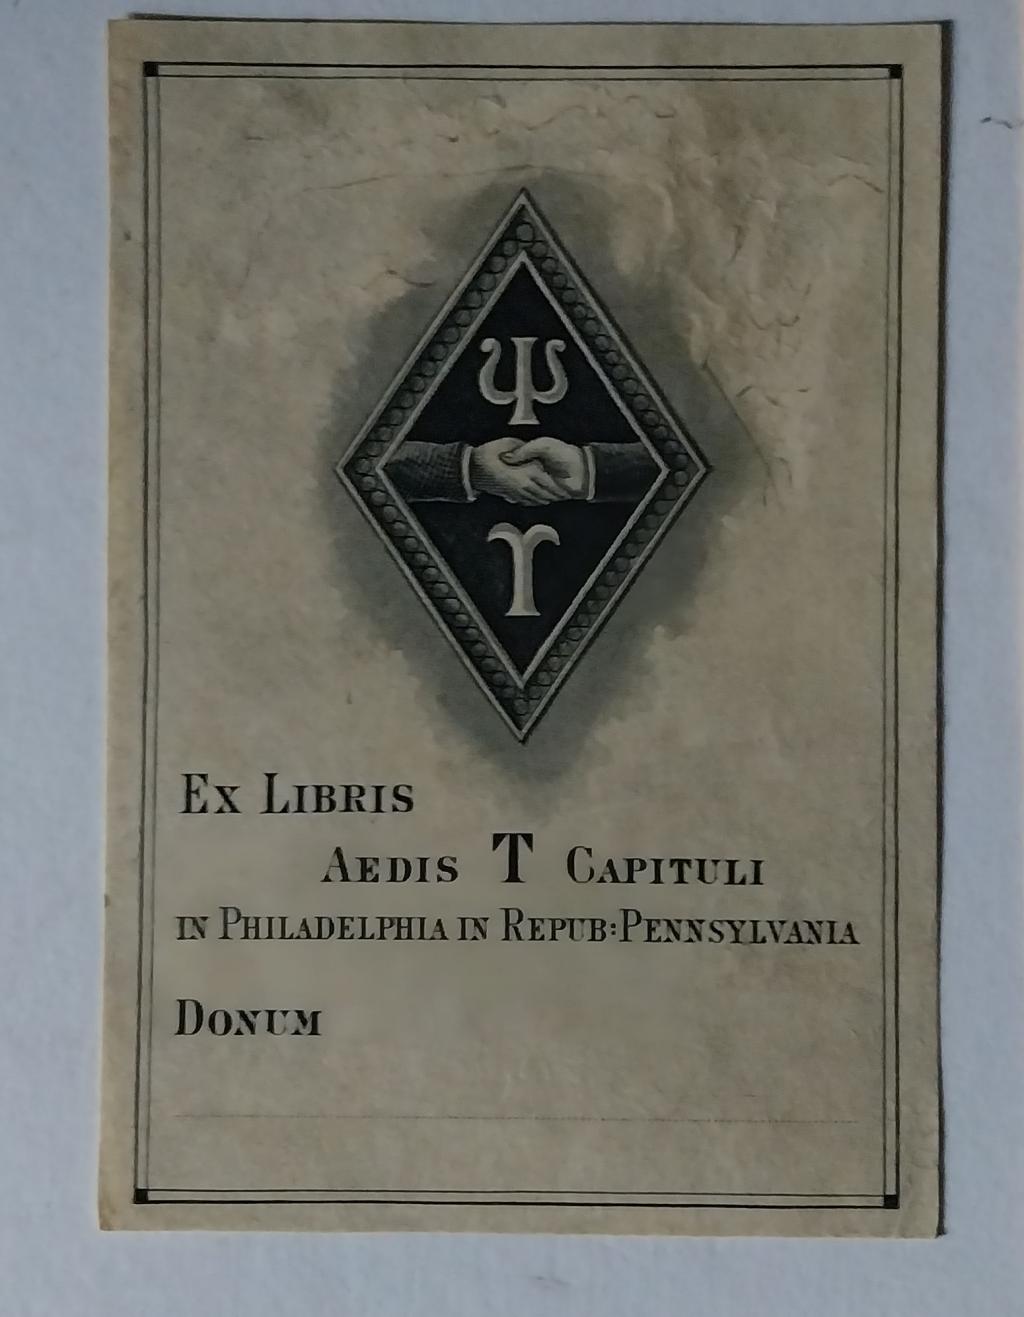 Ψ
Υ
EX LIBRIS
AEDIS T CAPITULI
IN PHILADELPHIA IN REPUB:PENNSYLVANIA
DONUM